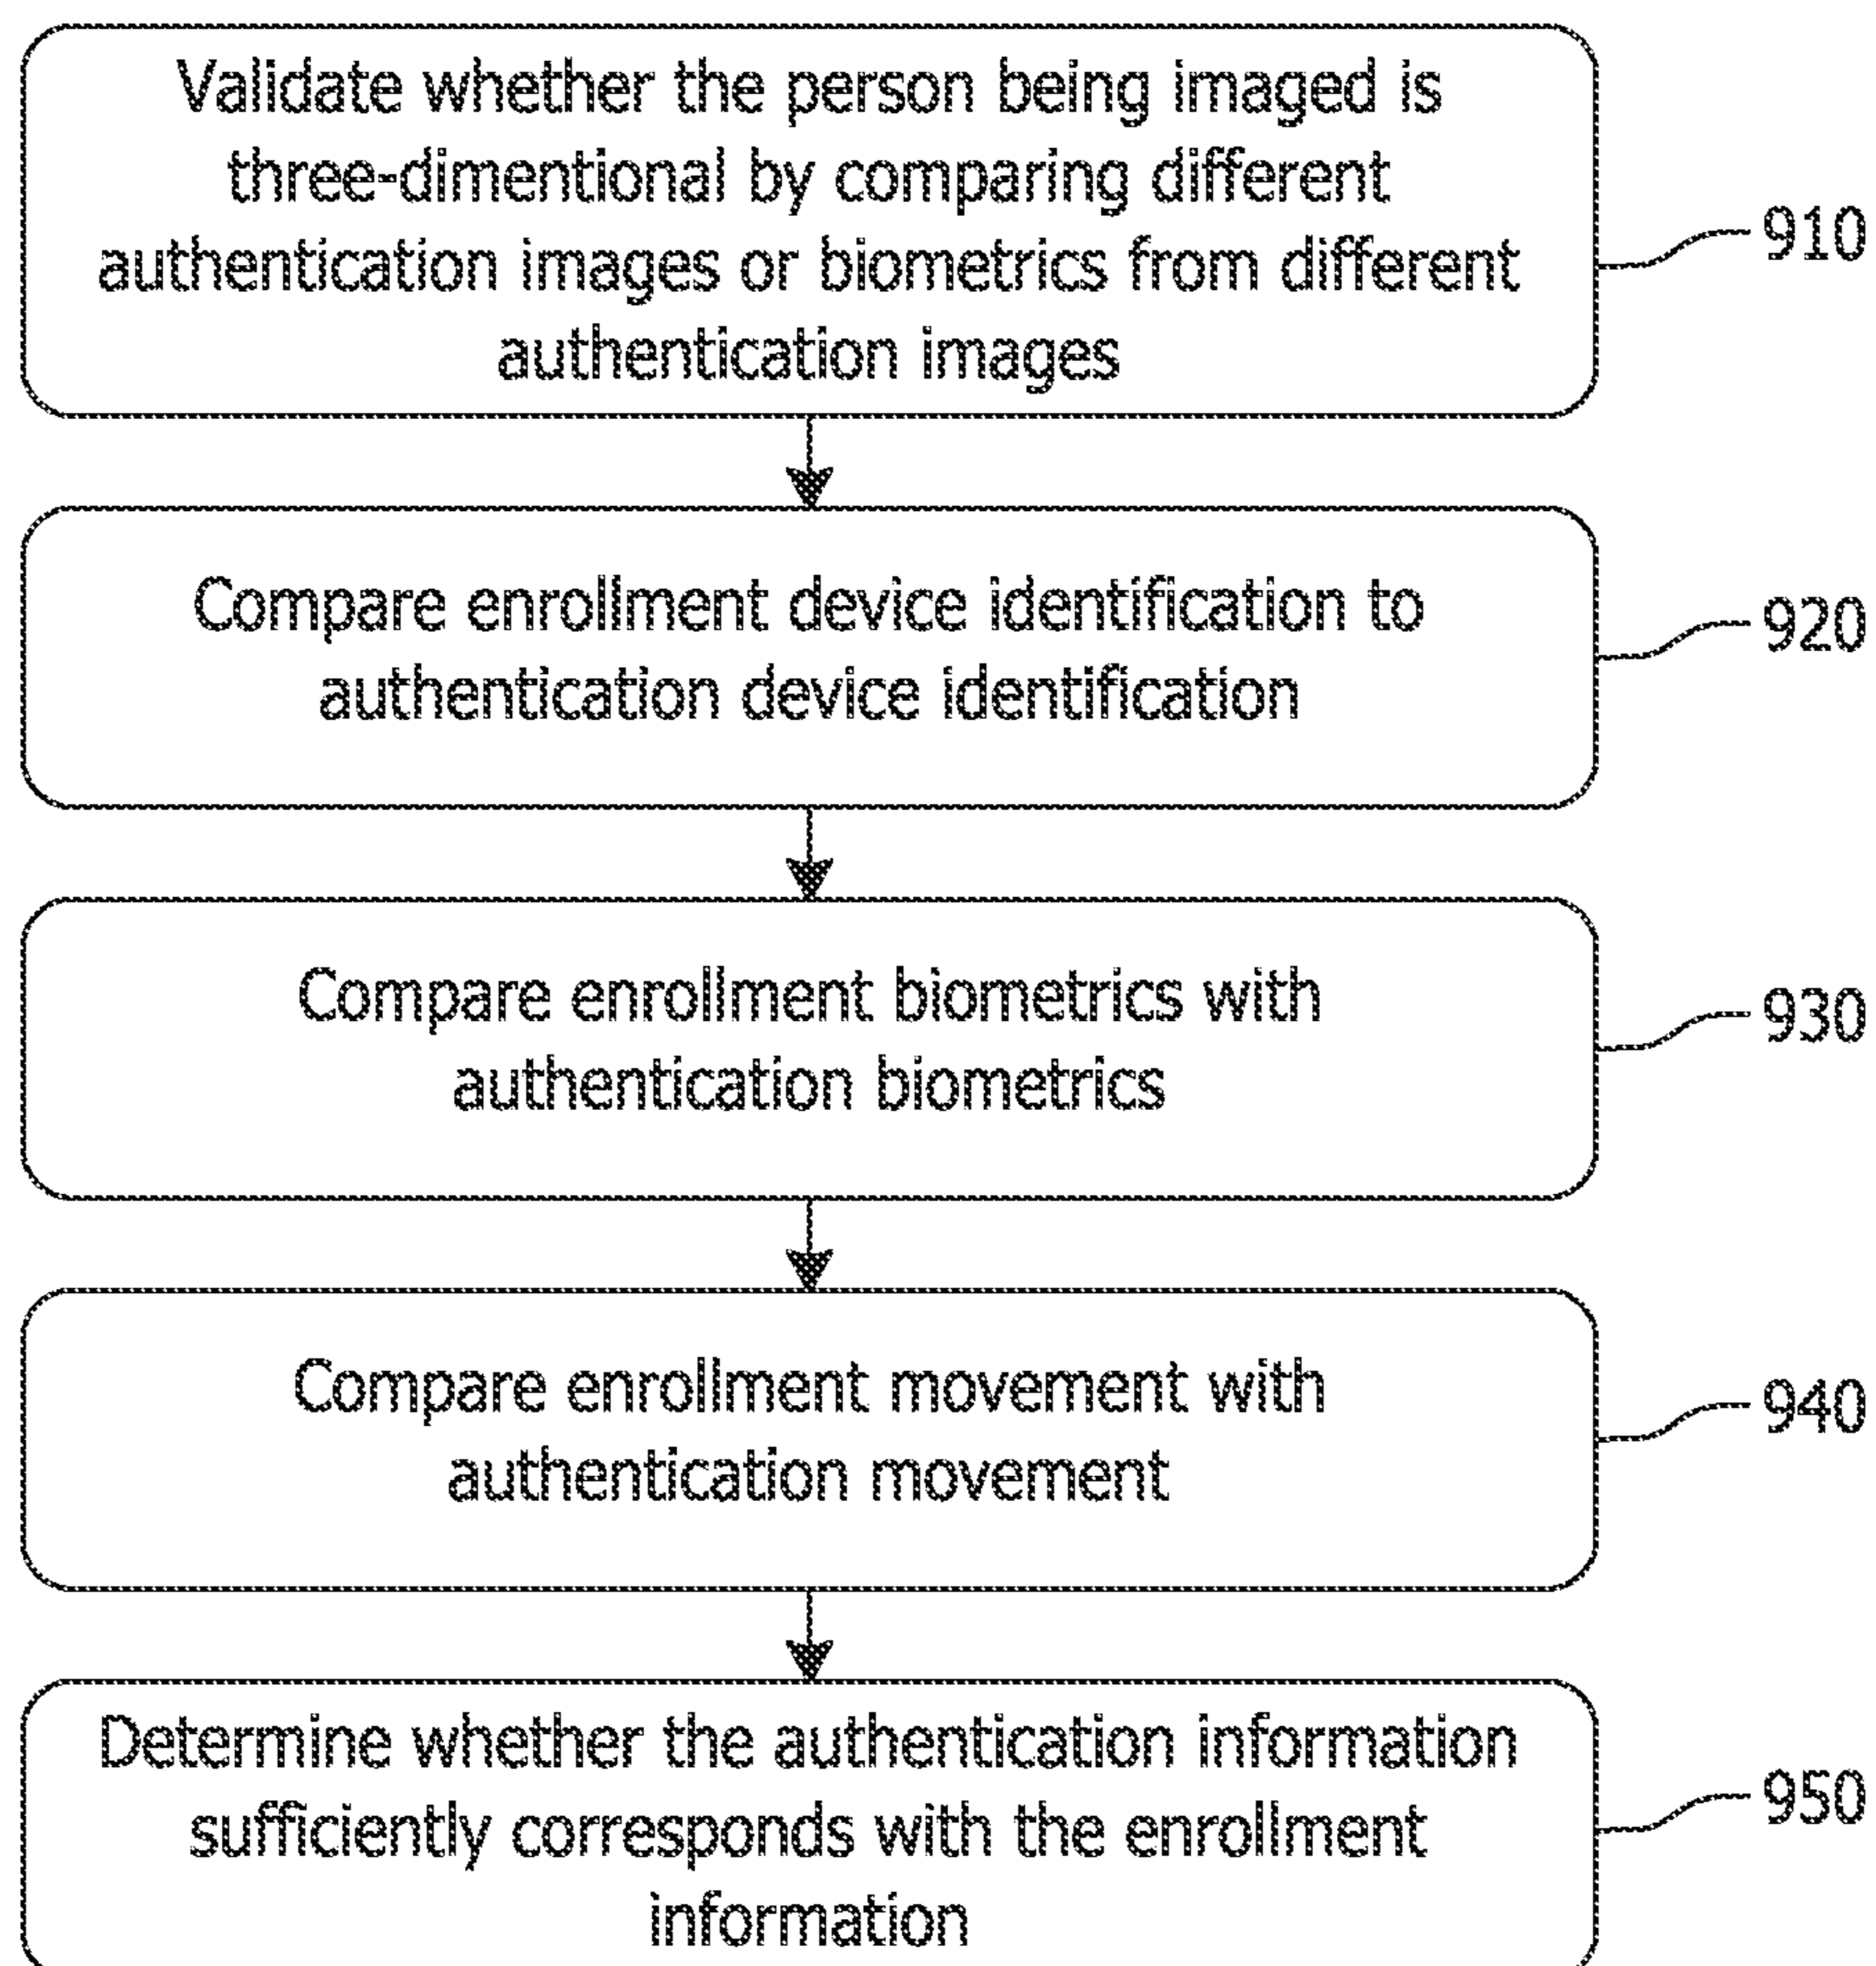 Validate whether the person being imaged is
three-dimentional by comparing different
authentication images or biometrics from different
authentication images
910
Compare enrollment device identification to
authentication device identification
920
Compare enrollment biometrics with
authentication biometrics
930
Compare enrollment movement with
authentication movement
940
Determine whether the authentication information
sufficiently corresponds with the enrollment
information
950